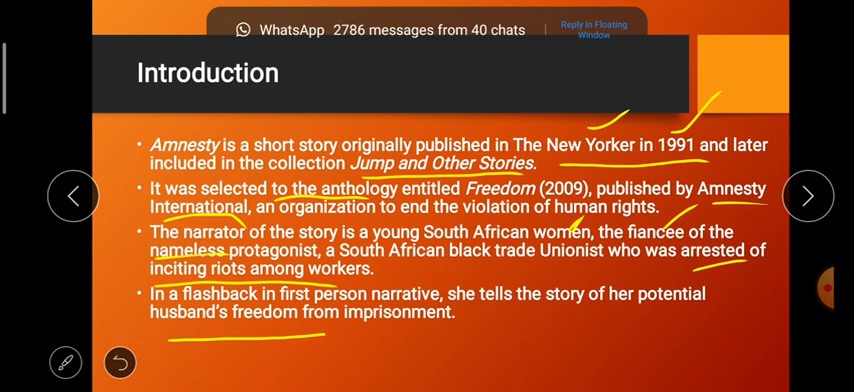 WhatsApp 2786 messages from 40 chats
Reply in Floating
Window
Introduction
• Amnesty is a short story originally published in The New Yorker in 1991 and later
included in the collection Jump and Other Stories.
• It was selected to the anthology entitled Freedom (2009), published by Amnesty
International, an organization to end the violation of human rights.
• The narrator of the story is a young South African women, the fiancee of the
nameless protagonist, a South African black trade Unionist who was arrested of
inciting riots among workers.
• In a flashback in first person narrative, she tells the story of her potential
husband's freedom from imprisonment.